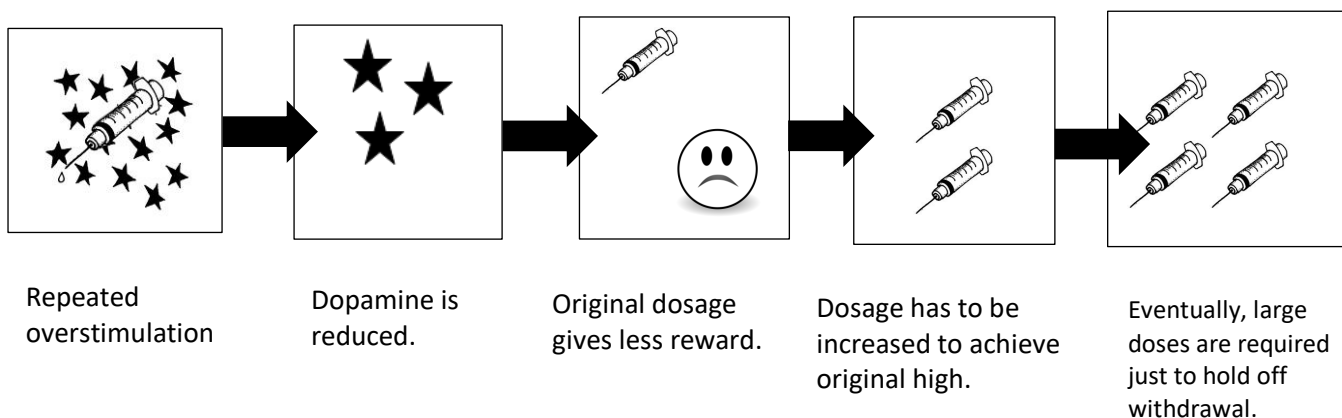 Repeated
overstimulation
Dopamine is
reduced.
Original dosage
gives less reward.
Dosage has to be
increased to achieve
original high.
Eventually, large
doses are required
just to hold off
withdrawal.